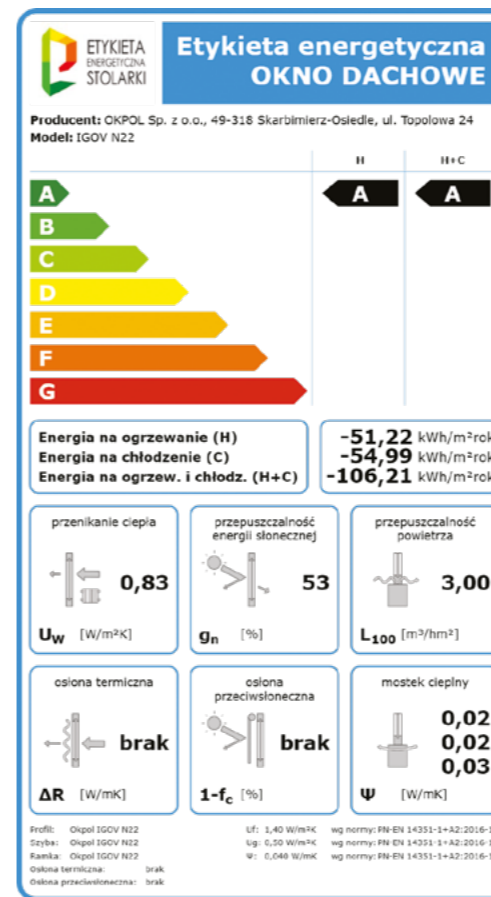 ETYKIETA
ENERGETYCZNA
STOLARKI
Etykieta energetyczna
OKNO DACHOWE
Producent: OKPOL Sp. z o.o., 49-318 Skarbimierz-Osiedle, ul. Topolowa 24
Model: IGOV N22
H H+C
A A A
B
C
D
E
F
G
Energia na ogrzewanie (H) -51,22 kWh/m²rok
Energia na chłodzenie (C) -54,99 kWh/m²rok
Energia na ogrzew. i chłodz. (H+C) -106,21 kWh/m²rok
przenikanie ciepła
0,83
Uw [W/m²K]
przepuszczalność
energii słonecznej
53
gn [%]
przepuszczalność
powietrza
3,00
L100 [m³/hm²]
osłona termiczna
brak
ΔR [W/mK]
osłona
przeciwsłoneczna
brak
1-fc [%]
mostek cieplny
0,02
0,02
0,03
Ψ [W/mK]
Profil: Okpol IGOV N22 Uf: 1,40 W/m²K wg normy: PN-EN 14351-1+A2:2016-1
Szyba: Okpol IGOV N22 Ug: 0,50 W/m²K wg normy: PN-EN 14351-1+A2:2016-1
Ramka: Okpol IGOV N22 Ψ: 0,040 W/mK wg normy: PN-EN 14351-1+A2:2016-1
Osłona termiczna: brak
Osłona przeciwsłoneczna: brak